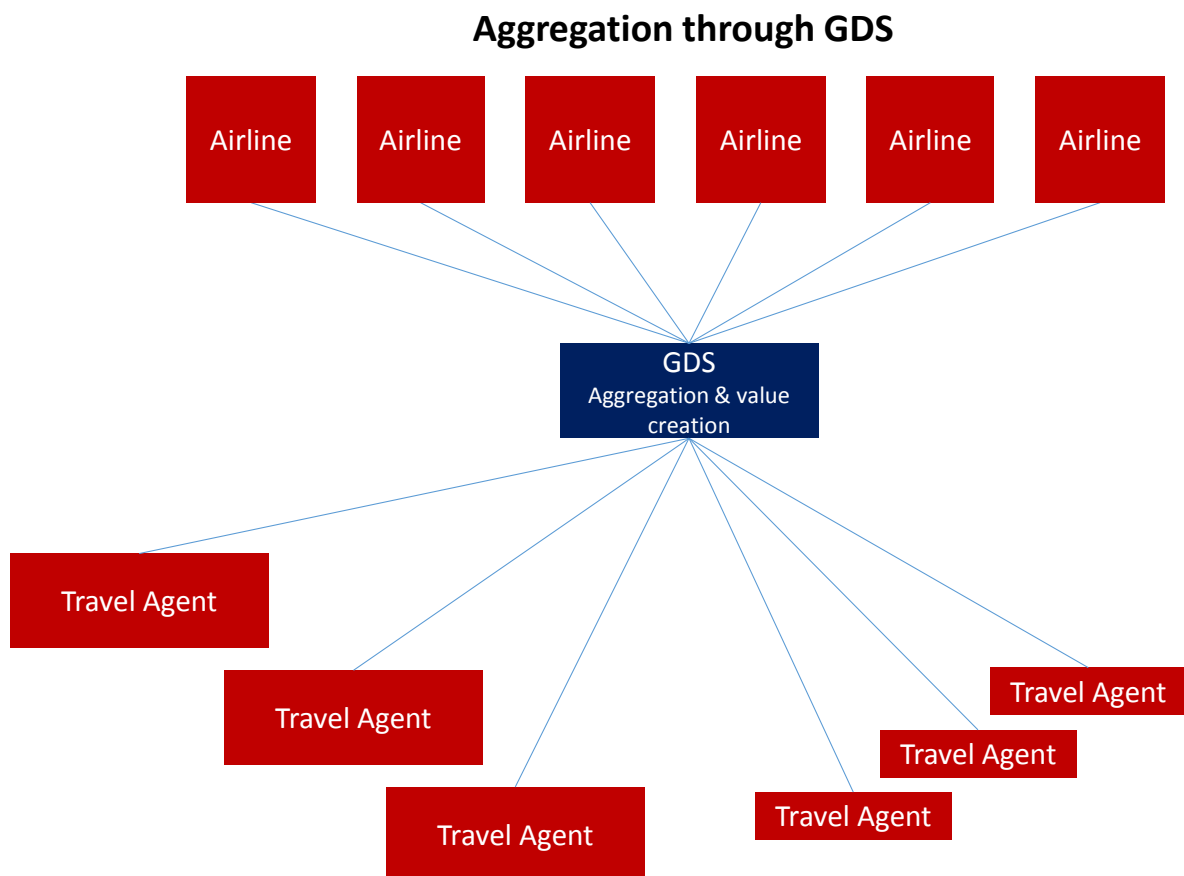 Aggregation through GDS
Airline
Airline
Airline
Airline
Airline
Airline
GDS
Aggregation & value
creation
Travel Agent
Travel Agent
Travel Agent
Travel Agent
Travel Agent
Travel Agent